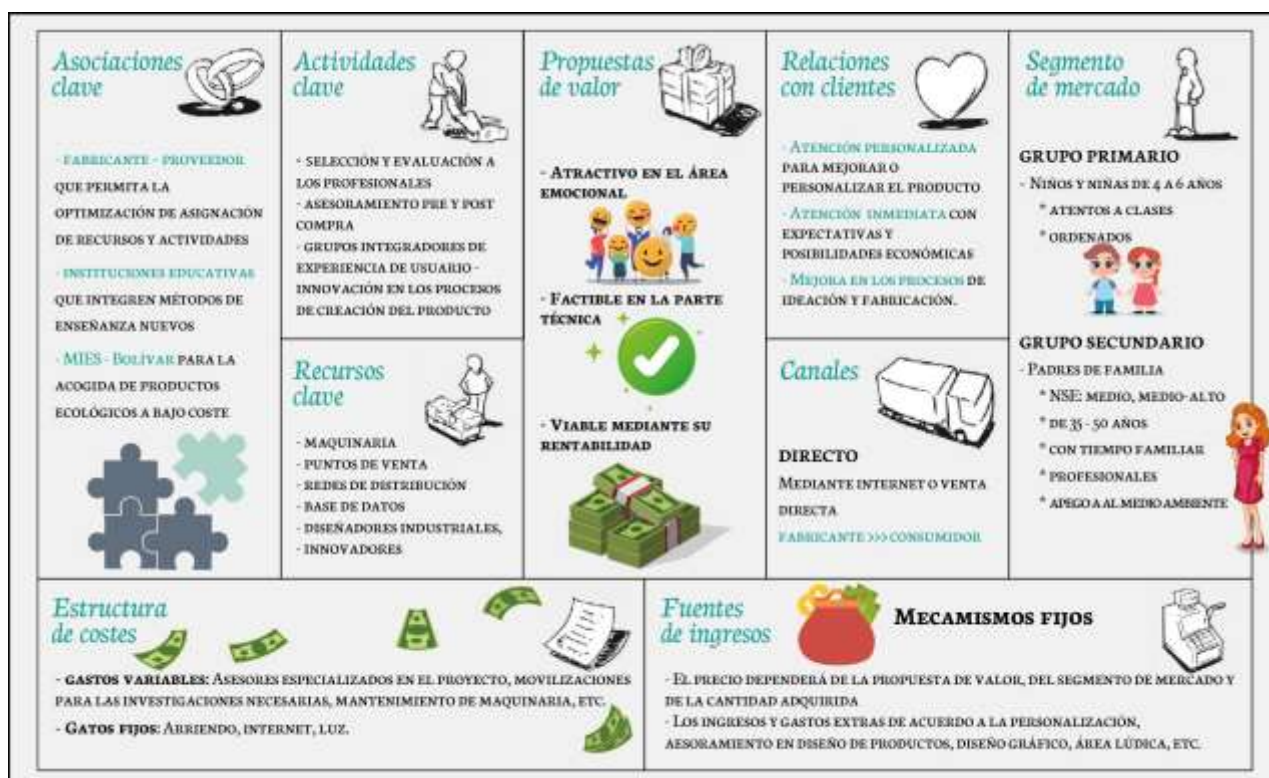 Asociaciones
clave
- FABRICANTE - PROVEEDOR
QUE PERMITA LA
OPTIMIZACIÓN DE ASIGNACIÓN
DE RECURSOS Y ACTIVIDADES
- INSTITUCIONES EDUCATIVAS
QUE INTEGREN MÉTODOS DE
ENSEÑANZA NUEVOS
- MIES - BOLÍVAR PARA LA
ACOGIDA DE PRODUCTOS
ECOLÓGICOS A BAJO COSTE
Actividades
clave
- SELECCIÓN Y EVALUACIÓN A
LOS PROFESIONALES
- ASESORAMIENTO PRE Y POST
COMPRA
- GRUPOS INTEGRADORES DE
EXPERIENCIA DE USUARIO -
INNOVACIÓN EN LOS PROCESOS
DE CREACIÓN DEL PRODUCTO
Recursos
clave
- MAQUINARIA
- PUNTOS DE VENTA
- REDES DE DISTRIBUCIÓN
- BASE DE DATOS
- DISEÑADORES INDUSTRIALES,
- INNOVADORES
Propuestas
de valor
- ATRACTIVO EN EL ÁREA
EMOCIONAL
- FACTIBLE EN LA PARTE
TÉCNICA
- VIABLE MEDIANTE SU
RENTABILIDAD
Relaciones
con clientes
- ATENCIÓN PERSONALIZADA
PARA MEJORAR O
PERSONALIZAR EL PRODUCTO
- ATENCIÓN INMEDIATA CON
EXPECTATIVAS Y
POSIBILIDADES ECONÓMICAS
- MEJORA EN LOS PROCESOS DE
IDEACIÓN Y FABRICACIÓN.
Canales
DIRECTO
MEDIANTE INTERNET O VENTA
DIRECTA
FABRICANTE >>> CONSUMIDOR
Segmento
de mercado
GRUPO PRIMARIO
- NIÑOS Y NIÑAS DE 4 A 6 AÑOS
* ATENTOS A CLASES
* ORDENADOS
GRUPO SECUNDARIO
- PADRES DE FAMILIA
* NSE: MEDIO, MEDIO- ALTO
* DE 35 - 50 AÑOS
* CON TIEMPO FAMILIAR
* PROFESIONALES
* APEGO A AL MEDIO AMBIENTE
Estructura
de costes
- GASTOS VARIABLES: ASESORES ESPECIALIZADOS EN EL PROYECTO, MOVILIZACIONES
PARA LAS INVESTIGACIONES NECESARIAS, MANTENIMIENTO DE MAQUINARIA, ETC.
- GATOS FIJOS: ARRIENDO, INTERNET, LUZ.
Fuentes
de ingresos
MECAMISMOS FIJOS
- EL PRECIO DEPENDERÁ DE LA PROPUESTA DE VALOR, DEL SEGMENTO DE MERCADO Y
DE LA CANTIDAD ADQUIRIDA
- LOS INGRESOS Y GASTOS EXTRAS DE ACUERDO A LA PERSONALIZACIÓN,
AESORAMIENTO EN DISEÑO DE PRODUCTOS, DISEÑO GRÁFICO, ÁREA LÚDICA, ETC.